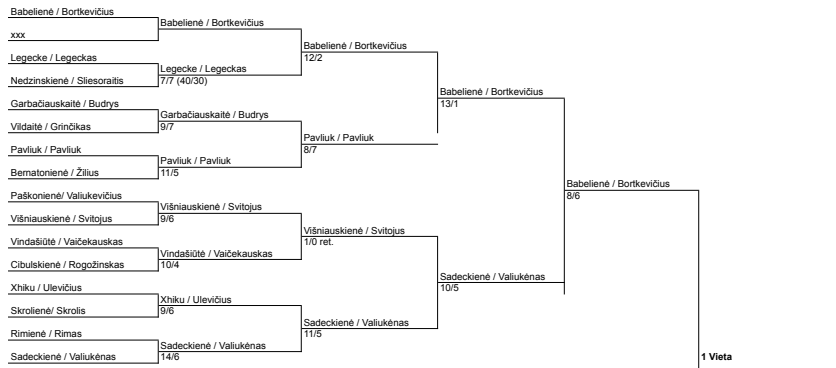 Babelienė / Bortkevičius
Babelienė / Bortkevičius
xxx
Babelienė / Bortkevičius
12/2
Legecke / Legeckas
Legecke / Legeckas
7/7 (40/30)
Nedzinskienė / Sliesoraitis
Babelienė / Bortkevičius
13/1
Garbačiauskaitė / Budrys
Garbačiauskaitė / Budrys
9/7
Vildaitė / Grinčikas
Pavliuk / Pavliuk
8/7
Pavliuk / Pavliuk
Pavliuk / Pavliuk
11/5
Bernatonienė / Žilius
Babelienė / Bortkevičius
8/6
Paškonienė/ Valiukevičius
Višniauskienė / Svitojus
9/6
Višniauskienė / Svitojus
Višniauskienė / Svitojus
1/0 ret.
Vindašiūtė / Vaičekauskas
Vindašiūtė / Vaičekauskas
10/4
Cibulskienė / Rogožinskas
Sadeckienė / Valiukėnas
10/5
Xhiku / Ulevičius
Xhiku / Ulevičius
9/6
Skrolienė/ Skrolis
Sadeckienė / Valiukėnas
11/5
Rimienė / Rimas
Sadeckienė / Valiukėnas
14/6
Sadeckienė / Valiukėnas
1 Vieta